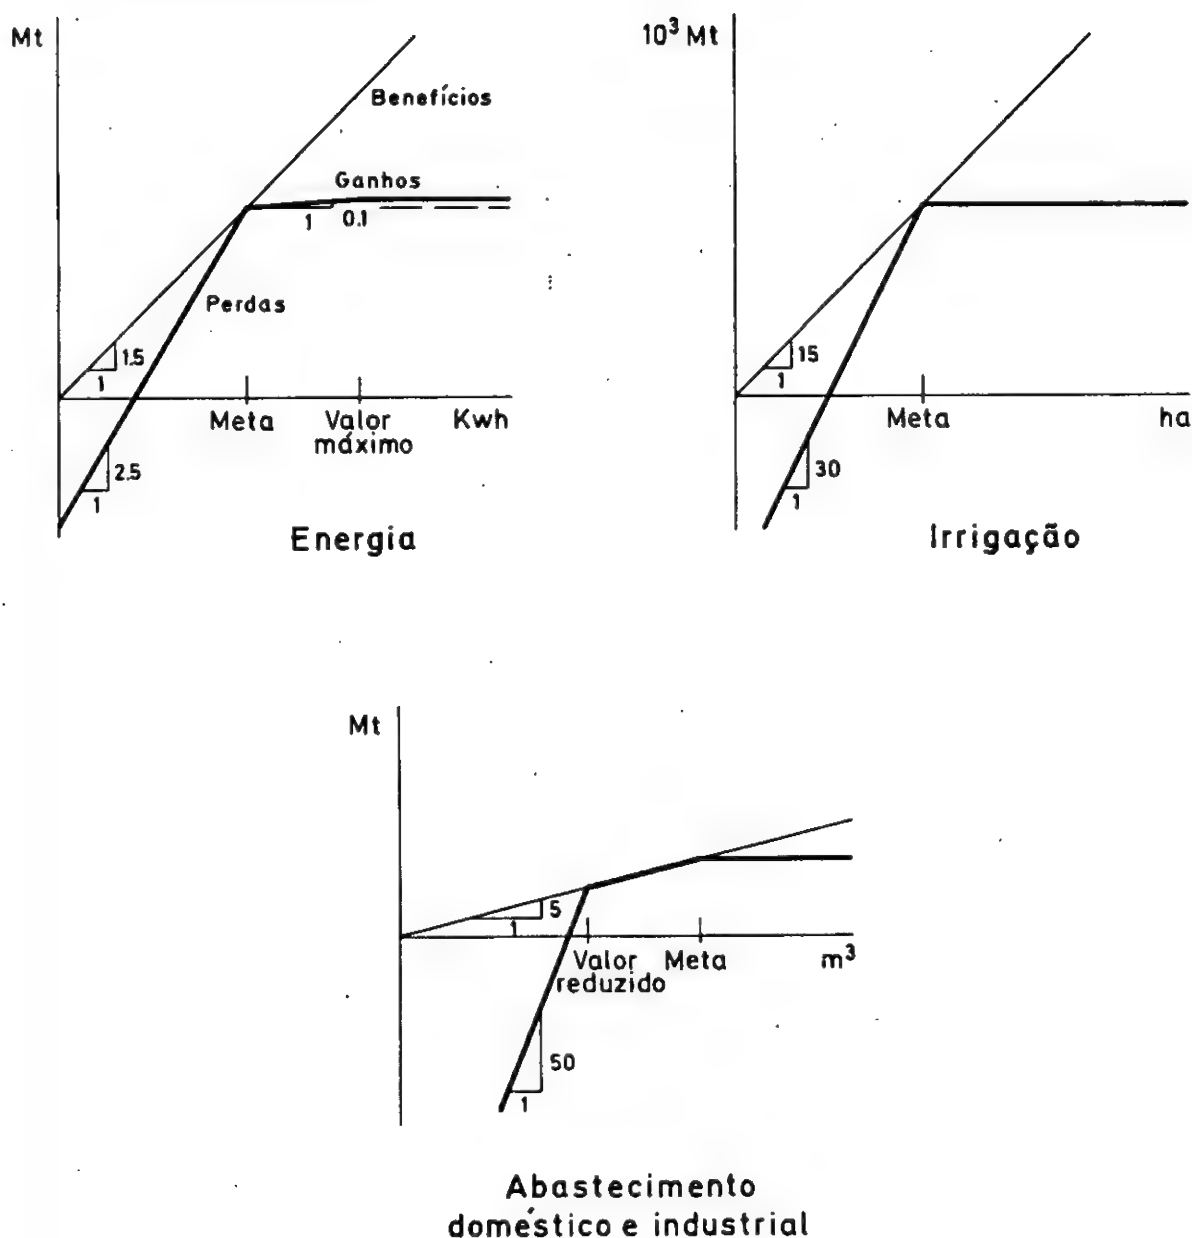 Mt
Benefícios
Ganhos
1 0.1
Perdas
1.5
1
Meta Valor máximo Kwh
2.5
1
Energia
10³ Mt
15
1
Meta ha
30
1
Irrigação
Mt
5
1
Valor reduzido Meta m³
50
1
Abastecimento
doméstico e industrial